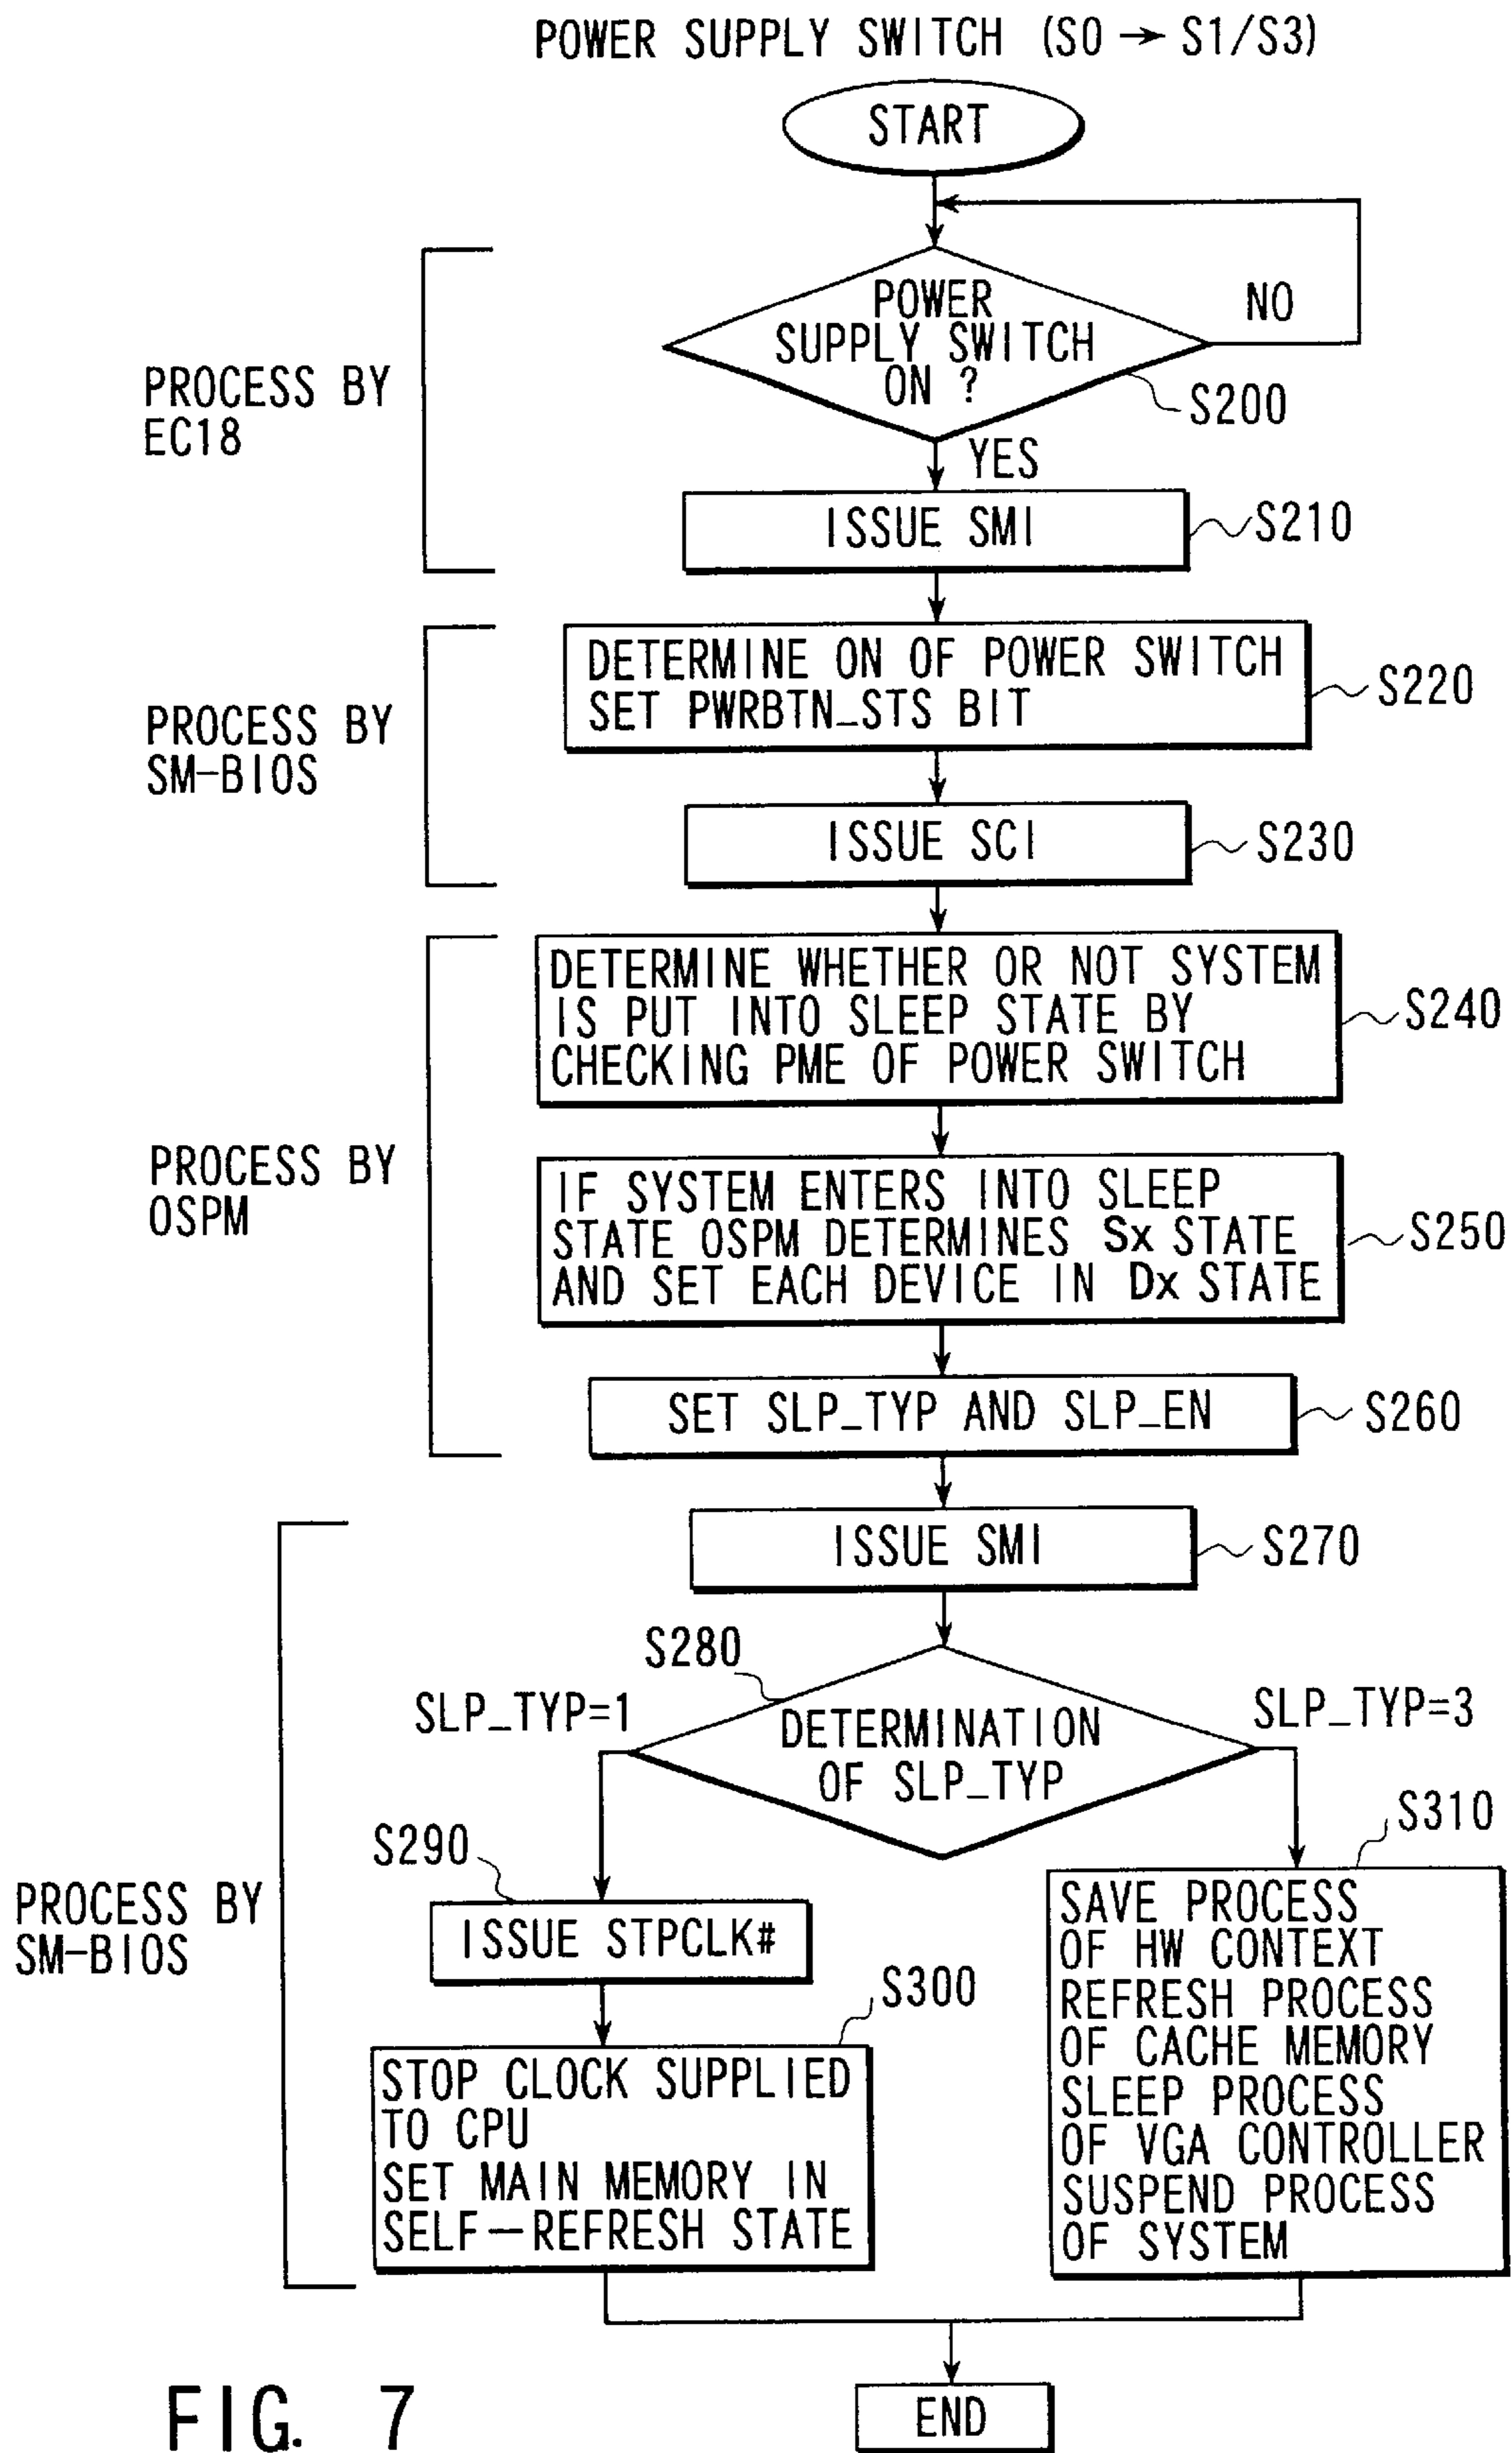 POWER SUPPLY SWITCH (S0 → S1/S3)
START
POWER
SUPPLY SWITCH
ON ?
NO
S200
YES
PROCESS BY
EC18
ISSUE SMI
S210
DETERMINE ON OF POWER SWITCH
SET PWRBTN_STS BIT
S220
PROCESS BY
SM-BIOS
ISSUE SCI
S230
DETERMINE WHETHER OR NOT SYSTEM
IS PUT INTO SLEEP STATE BY
CHECKING PME OF POWER SWITCH
S240
PROCESS BY
OSPM
IF SYSTEM ENTERS INTO SLEEP
STATE OSPM DETERMINES Sx STATE
AND SET EACH DEVICE IN Dx STATE
S250
SET SLP_TYP AND SLP_EN
S260
ISSUE SMI
S270
S280
SLP_TYP=1
DETERMINATION
OF SLP_TYP
SLP_TYP=3
PROCESS BY
SM-BIOS
S290
ISSUE STPCLK#
S300
STOP CLOCK SUPPLIED
TO CPU
SET MAIN MEMORY IN
SELF-REFRESH STATE
S310
SAVE PROCESS
OF HW CONTEXT
REFRESH PROCESS
OF CACHE MEMORY
SLEEP PROCESS
OF VGA CONTROLLER
SUSPEND PROCESS
OF SYSTEM
END
FIG. 7